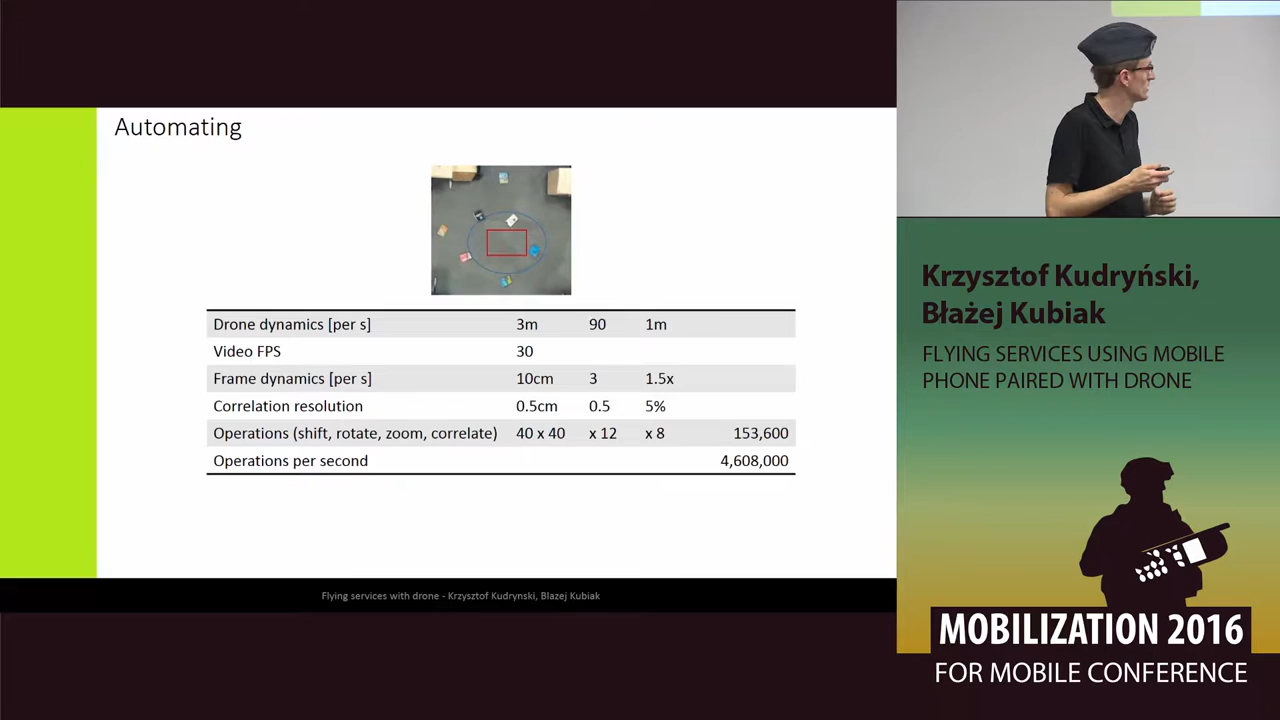 Automating
Drone dynamics [per s] 3m 90 1m
Video FPS 30
Frame dynamics [per s] 10cm 3 1.5x
Correlation resolution 0.5cm 0.5 5%
Operations (shift, rotate, zoom, correlate) 40 x 40 x 12 x 8 153,600
Operations per second 4,608,000
Flying services with drone - Krzysztof Kudrynski, Blazej Kubiak
Krzysztof Kudryński,
Błażej Kubiak
FLYING SERVICES USING MOBILE
PHONE PAIRED WITH DRONE
MOBILIZATION 2016
FOR MOBILE CONFERENCE